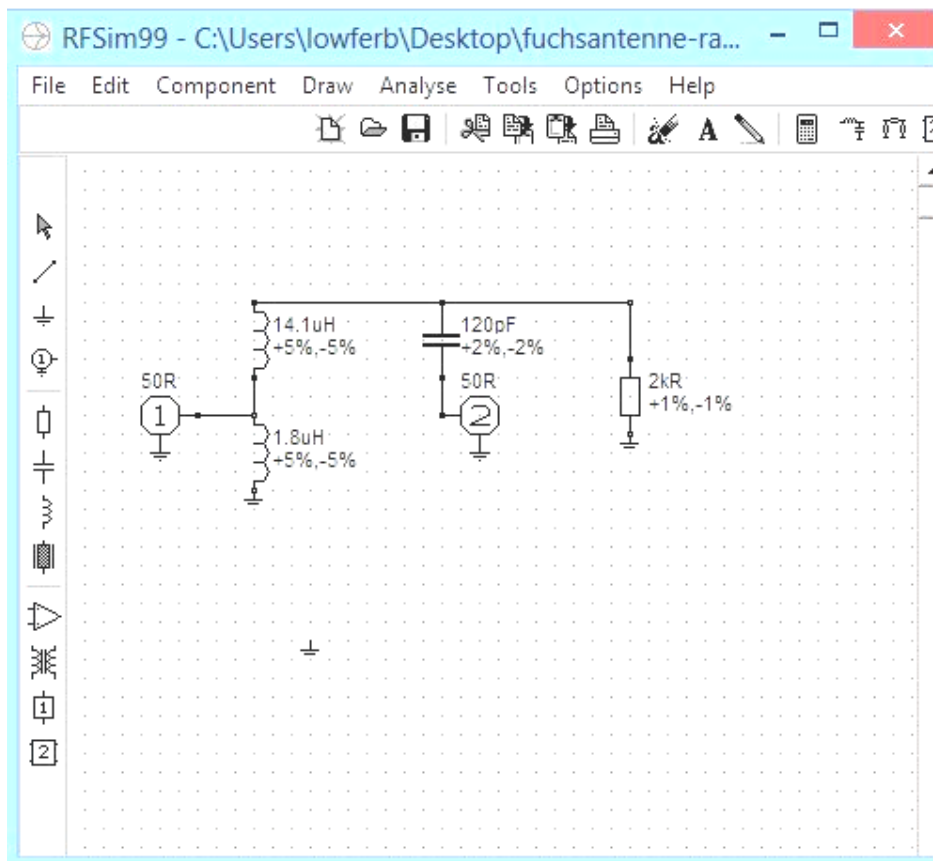 RFSim99 - C:\Users\lowferb\Desktop\fuchsantenne-ra...
File Edit Component Draw Analyse Tools Options Help
A
14.1uH
+5%,-5%
120pF
+2%,-2%
50R
1
50R
2
2kR
+1%,-1%
1.8uH
+5%,-5%
1
1
2